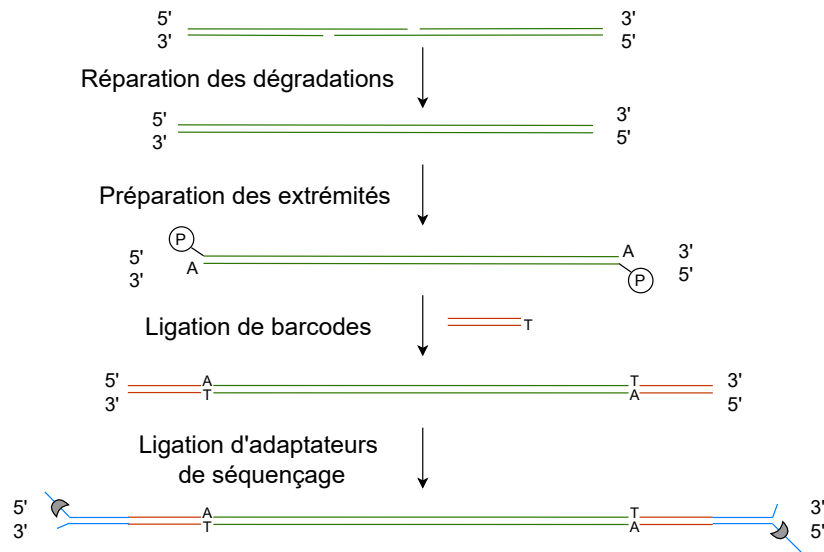 5' 3'
3' 5'
Réparation des dégradations
5' 3'
3' 5'
Préparation des extrémités
P
5' A 3'
3' A 5'
P
Ligation de barcodes
T
5' A T 3'
3' T A 5'
Ligation d'adaptateurs
de séquençage
5' A T 3'
3' T A 5'